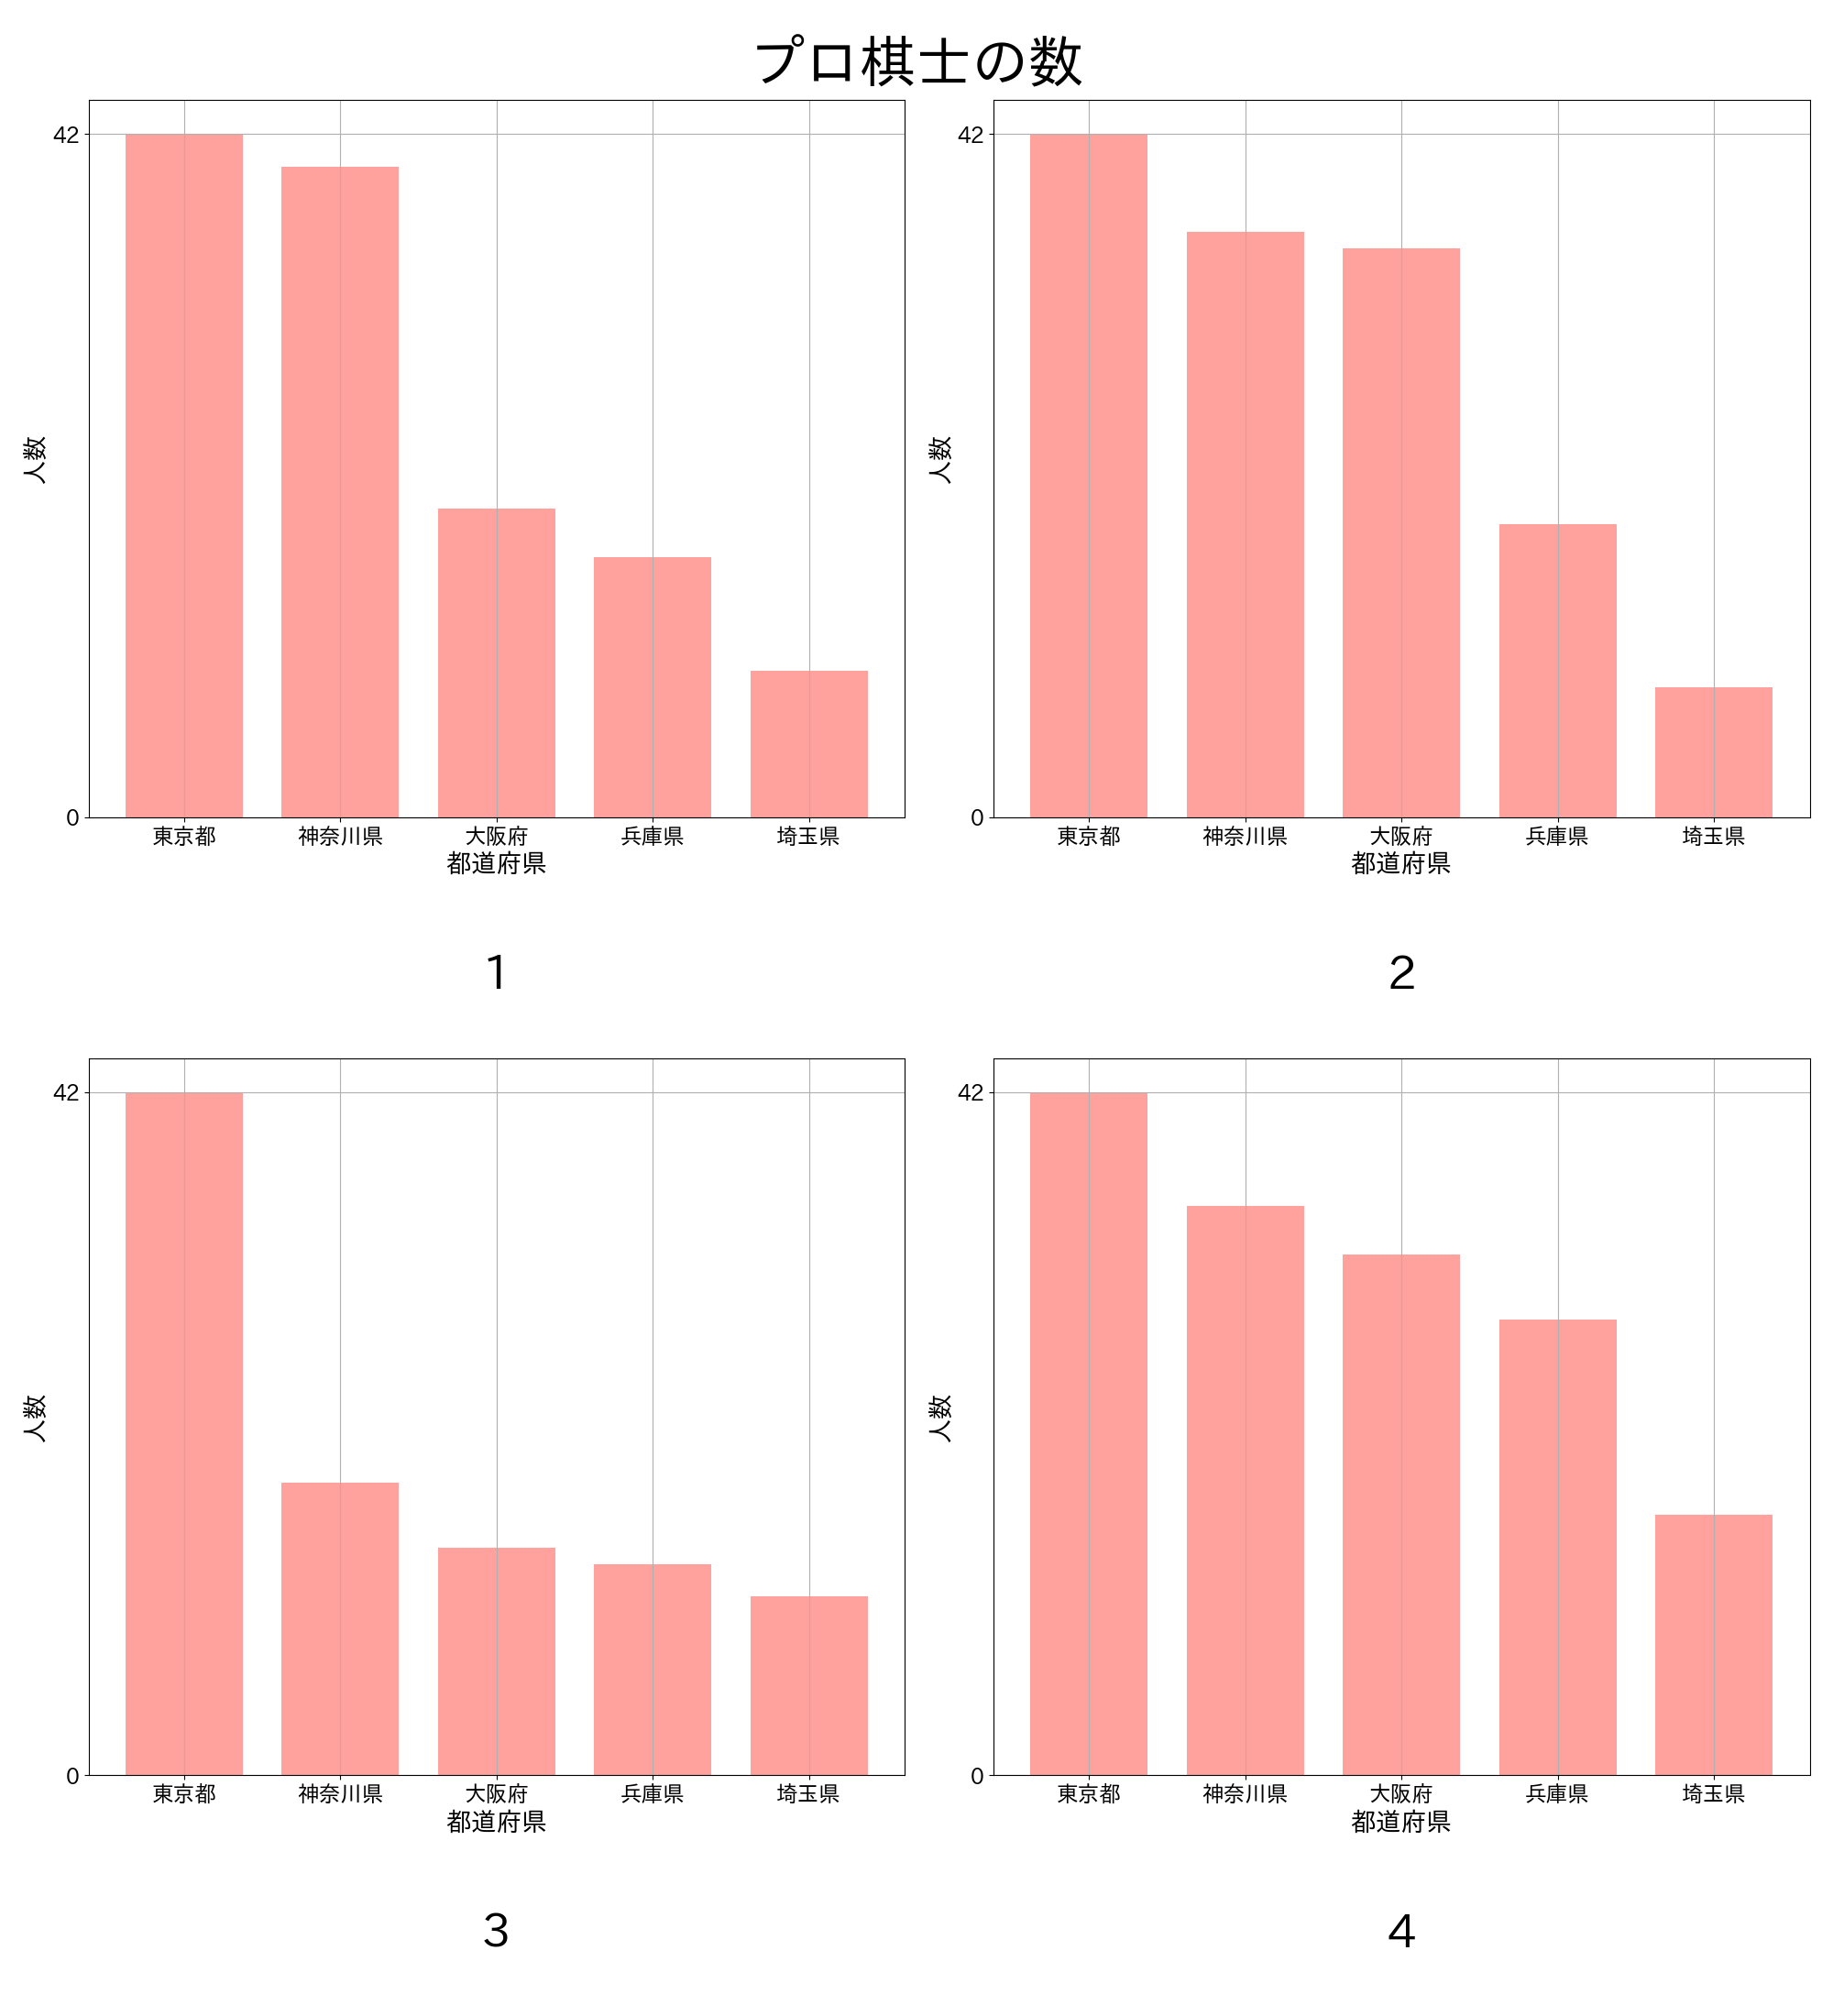 プロ棋士の数
42
0
人数
東京都 神奈川県 大阪府 兵庫県 埼玉県
都道府県
1
42
0
人数
東京都 神奈川県 大阪府 兵庫県 埼玉県
都道府県
2
42
0
人数
東京都 神奈川県 大阪府 兵庫県 埼玉県
都道府県
3
42
0
人数
東京都 神奈川県 大阪府 兵庫県 埼玉県
都道府県
4